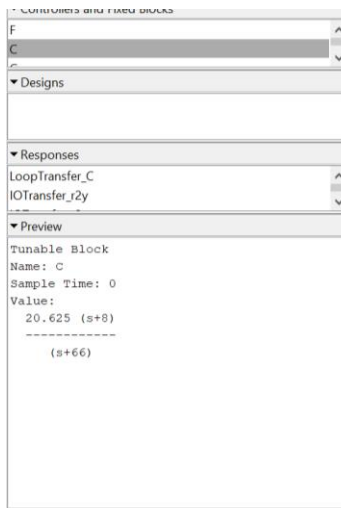 Controllers and Fixed Blocks
F
C
Designs
Responses
LoopTransfer_C
IOTransfer_r2y
Preview
Tunable Block
Name: C
Sample Time: 0
Value:
20.625 (s+8)
------------
(s+66)